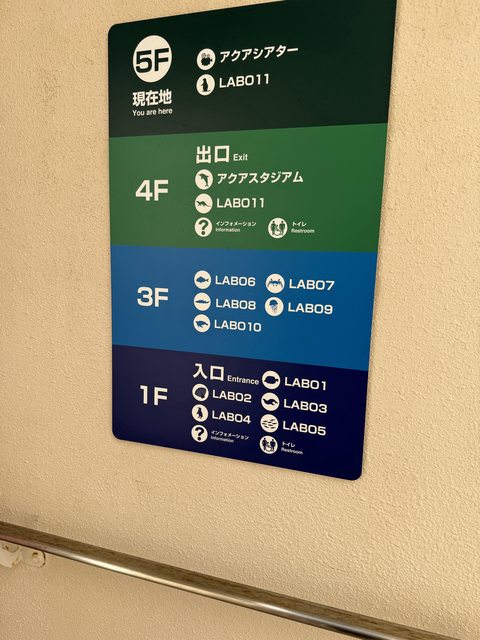 5F
現在地
You are here
アクアシアター
LABO11
4F
出口 Exit
アクアスタジアム
LABO11
? インフォメーション
Information
トイレ
Restroom
3F
LABO6 LABO7
LABO8 LABO9
LABO10
1F
入口 Entrance LABO1
LABO2 LABO3
LABO4 LABO5
? インフォメーション
Information
トイレ
Restroom